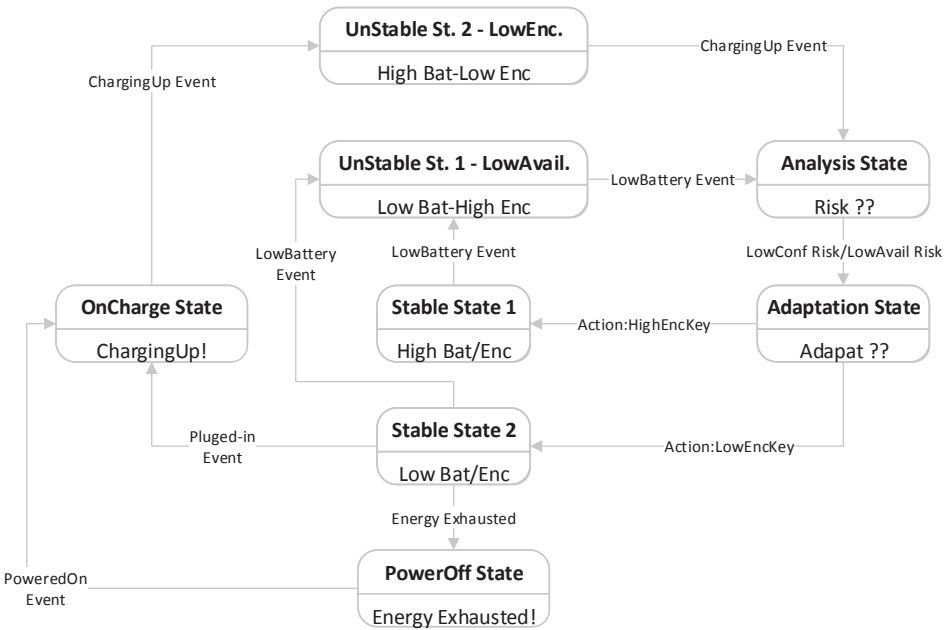 UnStable St. 2 - LowEnc.
High Bat-Low Enc
ChargingUp Event
ChargingUp Event
UnStable St. 1 - LowAvail.
Low Bat-High Enc
LowBattery Event
Analysis State
Risk ??
LowBattery
Event
LowBattery Event
LowConf Risk/LowAvail Risk
OnCharge State
ChargingUp!
Stable State 1
High Bat/Enc
Action:HighEncKey
Adaptation State
Adapat ??
Pluged-in
Event
Stable State 2
Low Bat/Enc
Action:LowEncKey
Energy Exhausted
PoweredOn
Event
PowerOff State
Energy Exhausted!